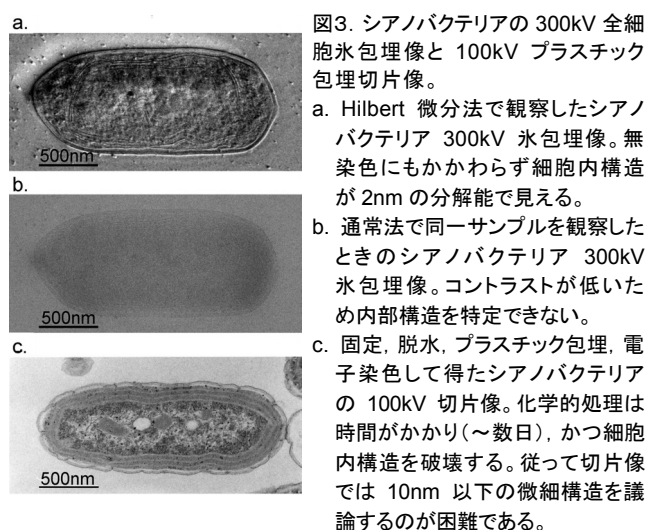 a.
500nm
b.
500nm
c.
500nm
図3. シアノバクテリアの 300kV 全細
胞氷包埋像と 100kV プラスチック
包埋切片像。
a. Hilbert 微分法で観察したシアノ
バクテリア 300kV 氷包埋像。無
染色にもかかわらず細胞内構造
が 2nm の分解能で見える。
b. 通常法で同一サンプルを観察した
ときのシアノバクテリア 300kV
氷包埋像。コントラストが低いた
め内部構造を特定できない。
c. 固定, 脱水, プラスチック包埋, 電
子染色して得たシアノバクテリア
の 100kV 切片像。化学的処理は
時間がかかり(~数日), かつ細胞
内構造を破壊する。従って切片像
では 10nm 以下の微細構造を議
論するのが困難である。